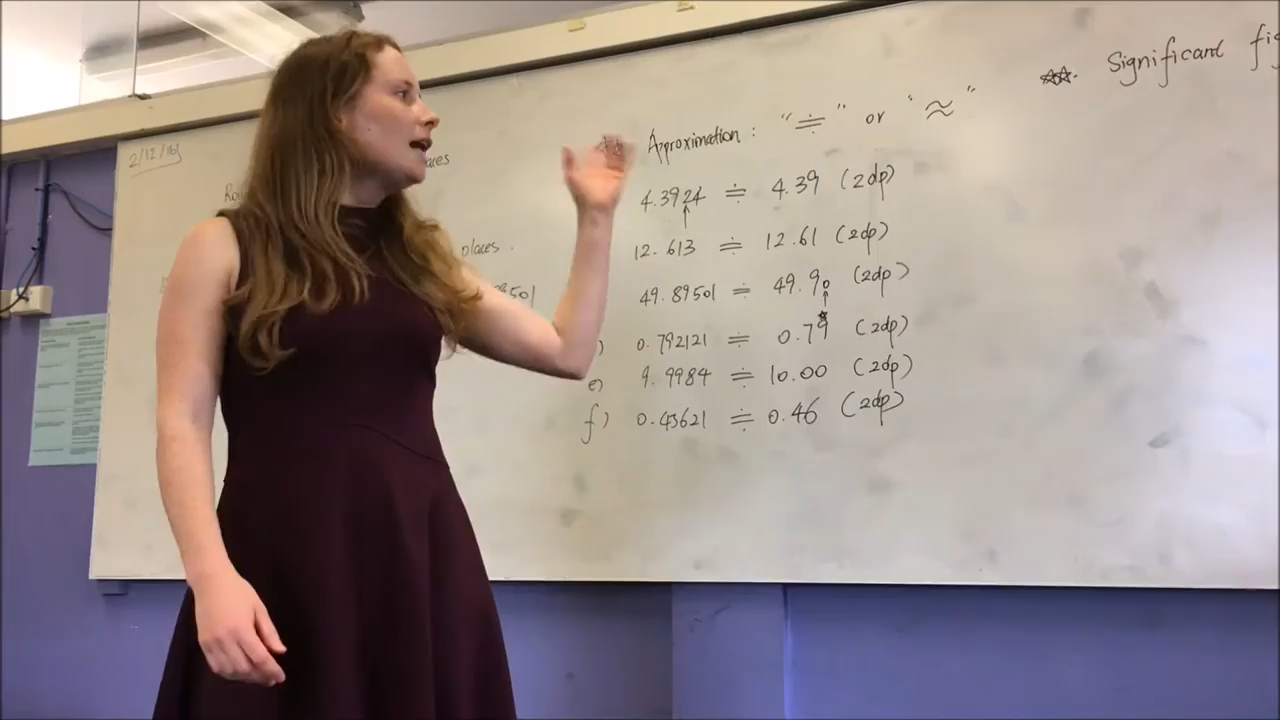 2/12/16
places
Approximation : "≑" or "≈"
Significant fig
4.3924 ≑ 4.39 (2dp)
places .
12.613 ≑ 12.61 (2dp)
9501
49.89501 ≑ 49.90 (2dp)
) 0.792121 ≑ 0.79 (2dp)
e) 9.9984 ≑ 10.00 (2dp)
f) 0.45621 ≑ 0.46 (2dp)